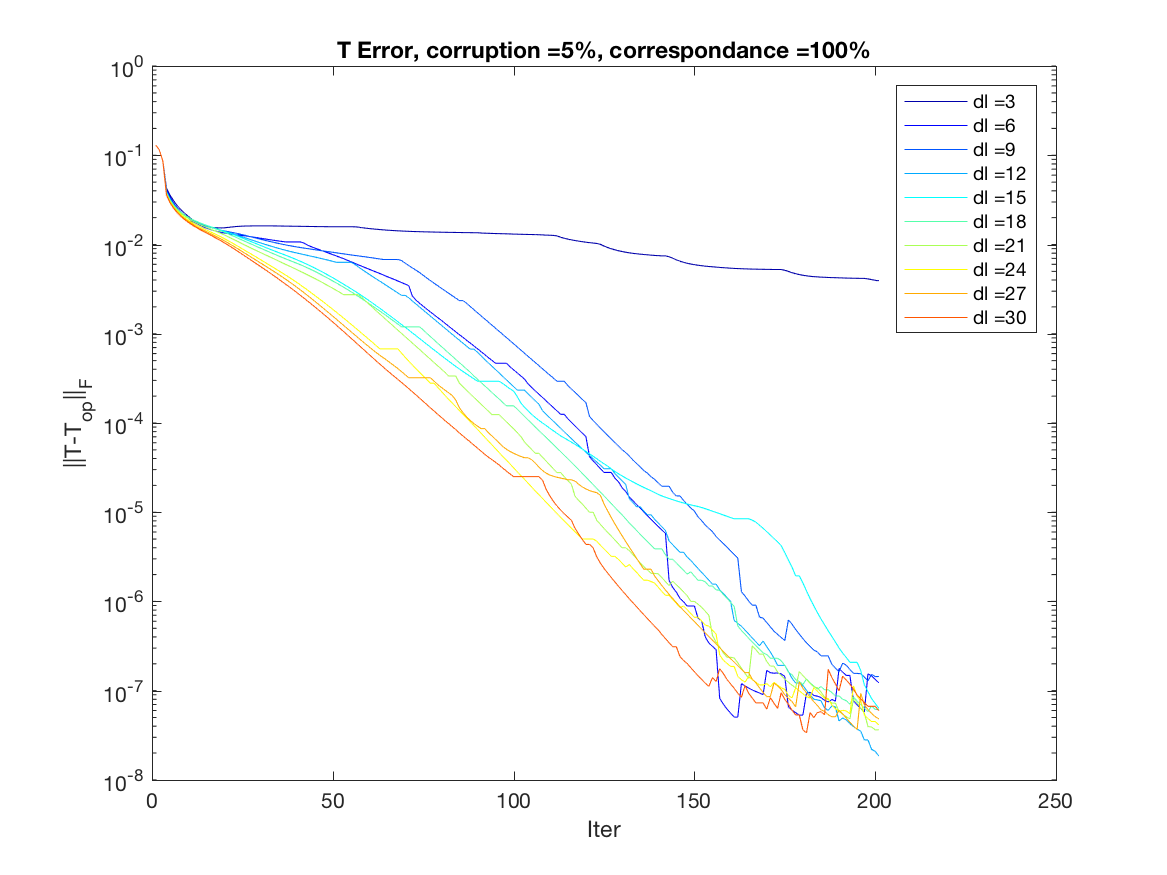 T Error, corruption =5%, correspondance =100%
10^0
10^-1
10^-2
10^-3
10^-4
10^-5
10^-6
10^-7
10^-8
||T-T_op||_F
0 50 100 150 200 250
Iter
dl =3
dl =6
dl =9
dl =12
dl =15
dl =18
dl =21
dl =24
dl =27
dl =30